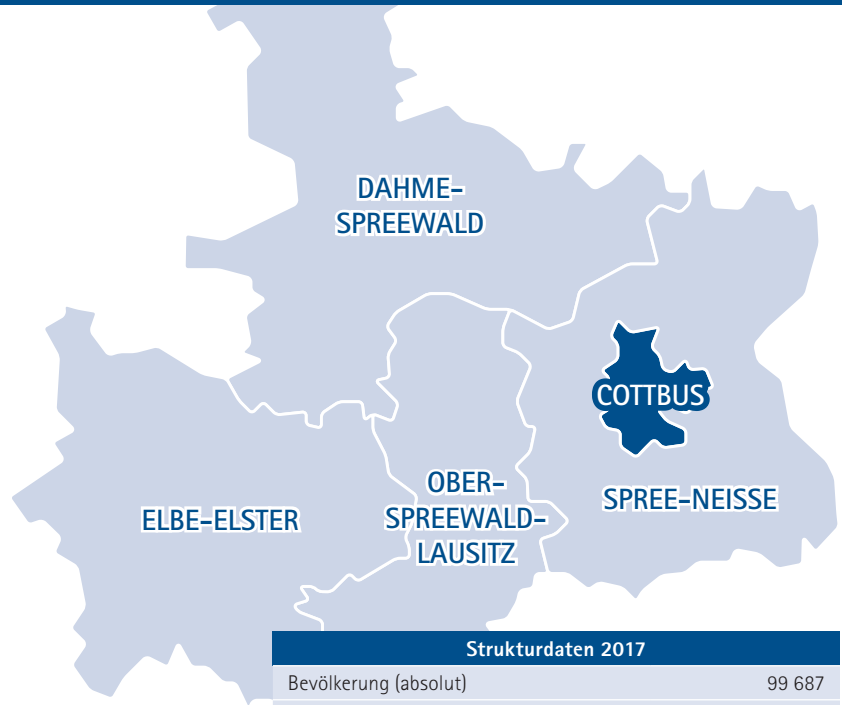 DAHME-
SPREEWALD
COTTBUS
OBER-
SPREEWALD-
LAUSITZ
SPREE-NEISSE
ELBE-ELSTER
Strukturdaten 2017
Bevölkerung (absolut) 99 687